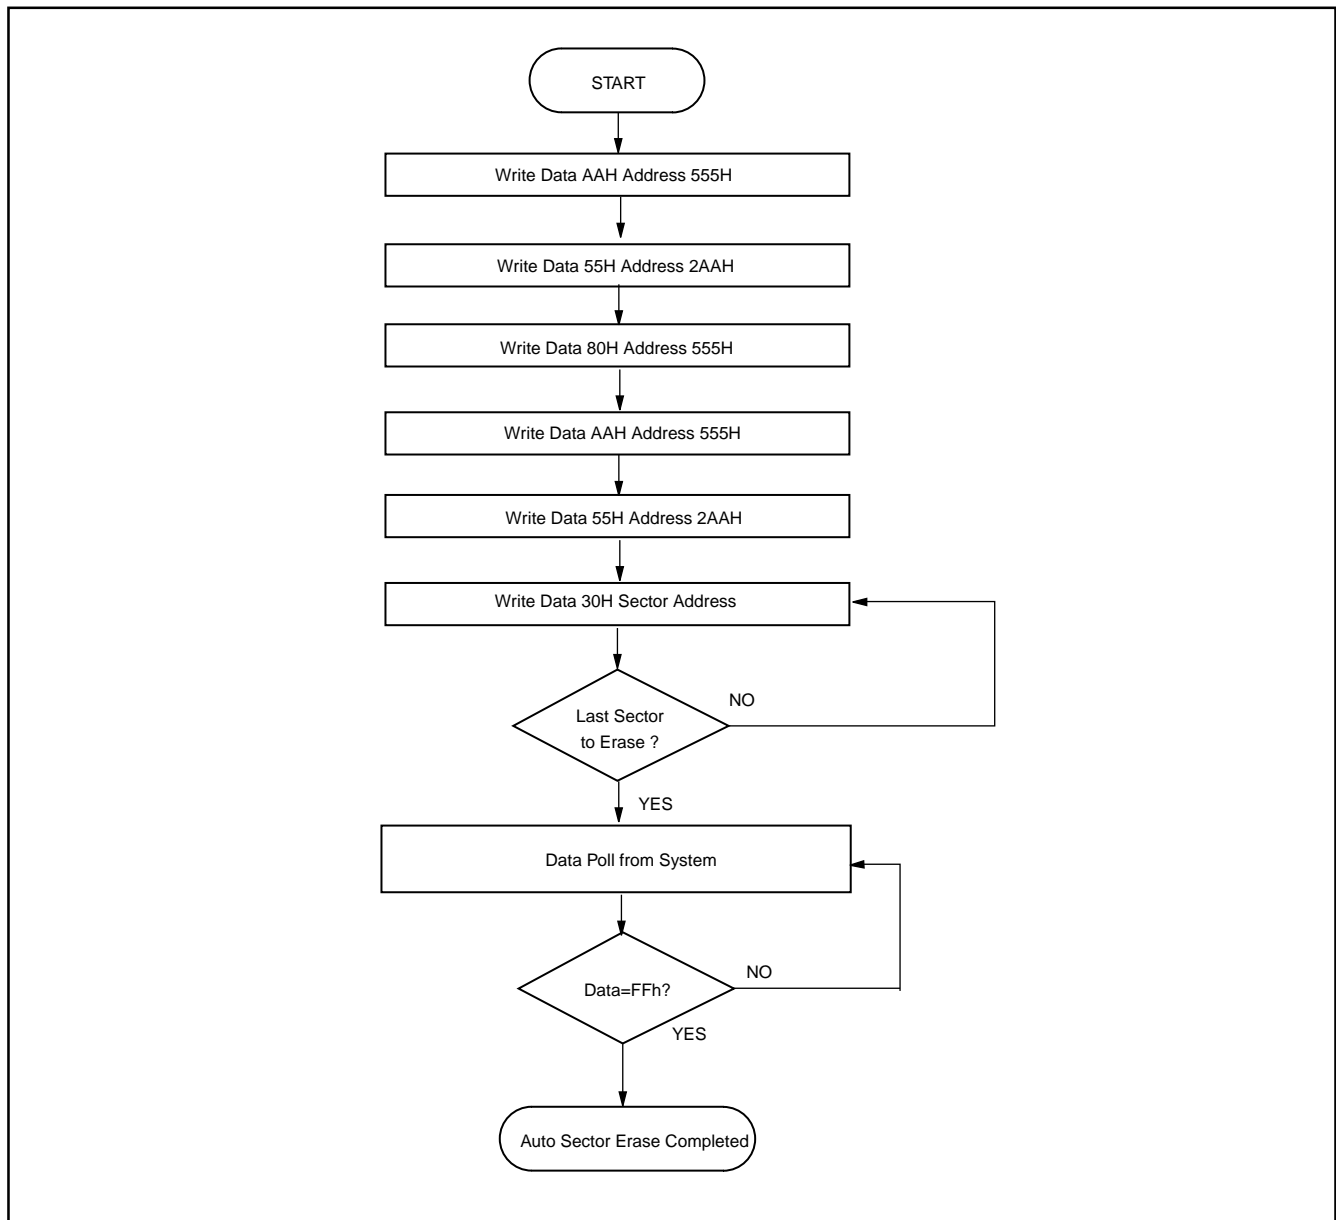 START
Write Data AAH Address 555H
Write Data 55H Address 2AAH
Write Data 80H Address 555H
Write Data AAH Address 555H
Write Data 55H Address 2AAH
Write Data 30H Sector Address
NO
Last Sector
to Erase ?
YES
Data Poll from System
NO
Data=FFh?
YES
Auto Sector Erase Completed